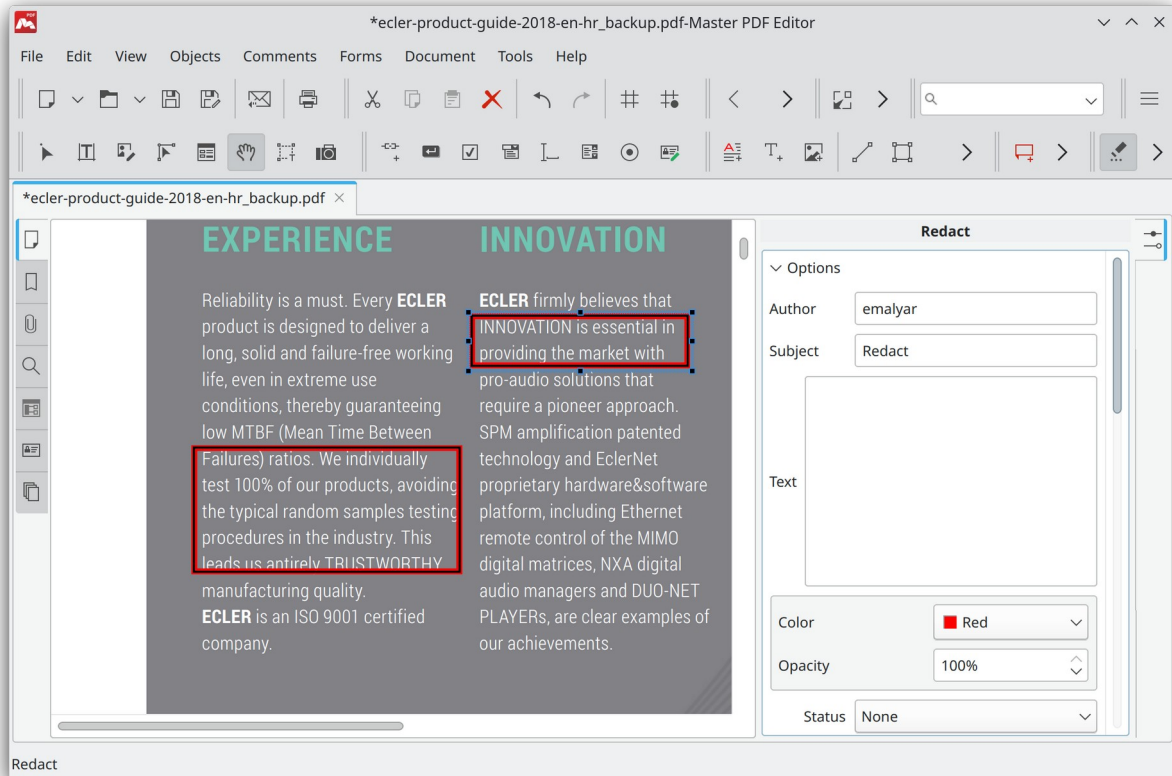 *ecler-product-guide-2018-en-hr_backup.pdf-Master PDF Editor
File Edit View Objects Comments Forms Document Tools Help
*ecler-product-guide-2018-en-hr_backup.pdf
EXPERIENCE
Reliability is a must. Every ECLER
product is designed to deliver a
long, solid and failure-free working
life, even in extreme use
conditions, thereby guaranteeing
low MTBF (Mean Time Between
Failures) ratios. We individually
test 100% of our products, avoiding
the typical random samples testing
procedures in the industry. This
leads us antirely TRUSTWORTHY
manufacturing quality.
ECLER is an ISO 9001 certified
company.
INNOVATION
ECLER firmly believes that
INNOVATION is essential in
providing the market with
pro-audio solutions that
require a pioneer approach.
SPM amplification patented
technology and EclerNet
proprietary hardware&software
platform, including Ethernet
remote control of the MIMO
digital matrices, NXA digital
audio managers and DUO-NET
PLAYERs, are clear examples of
our achievements.
Redact
Options
Author emalyar
Subject Redact
Text
Color Red
Opacity 100%
Status None
Redact